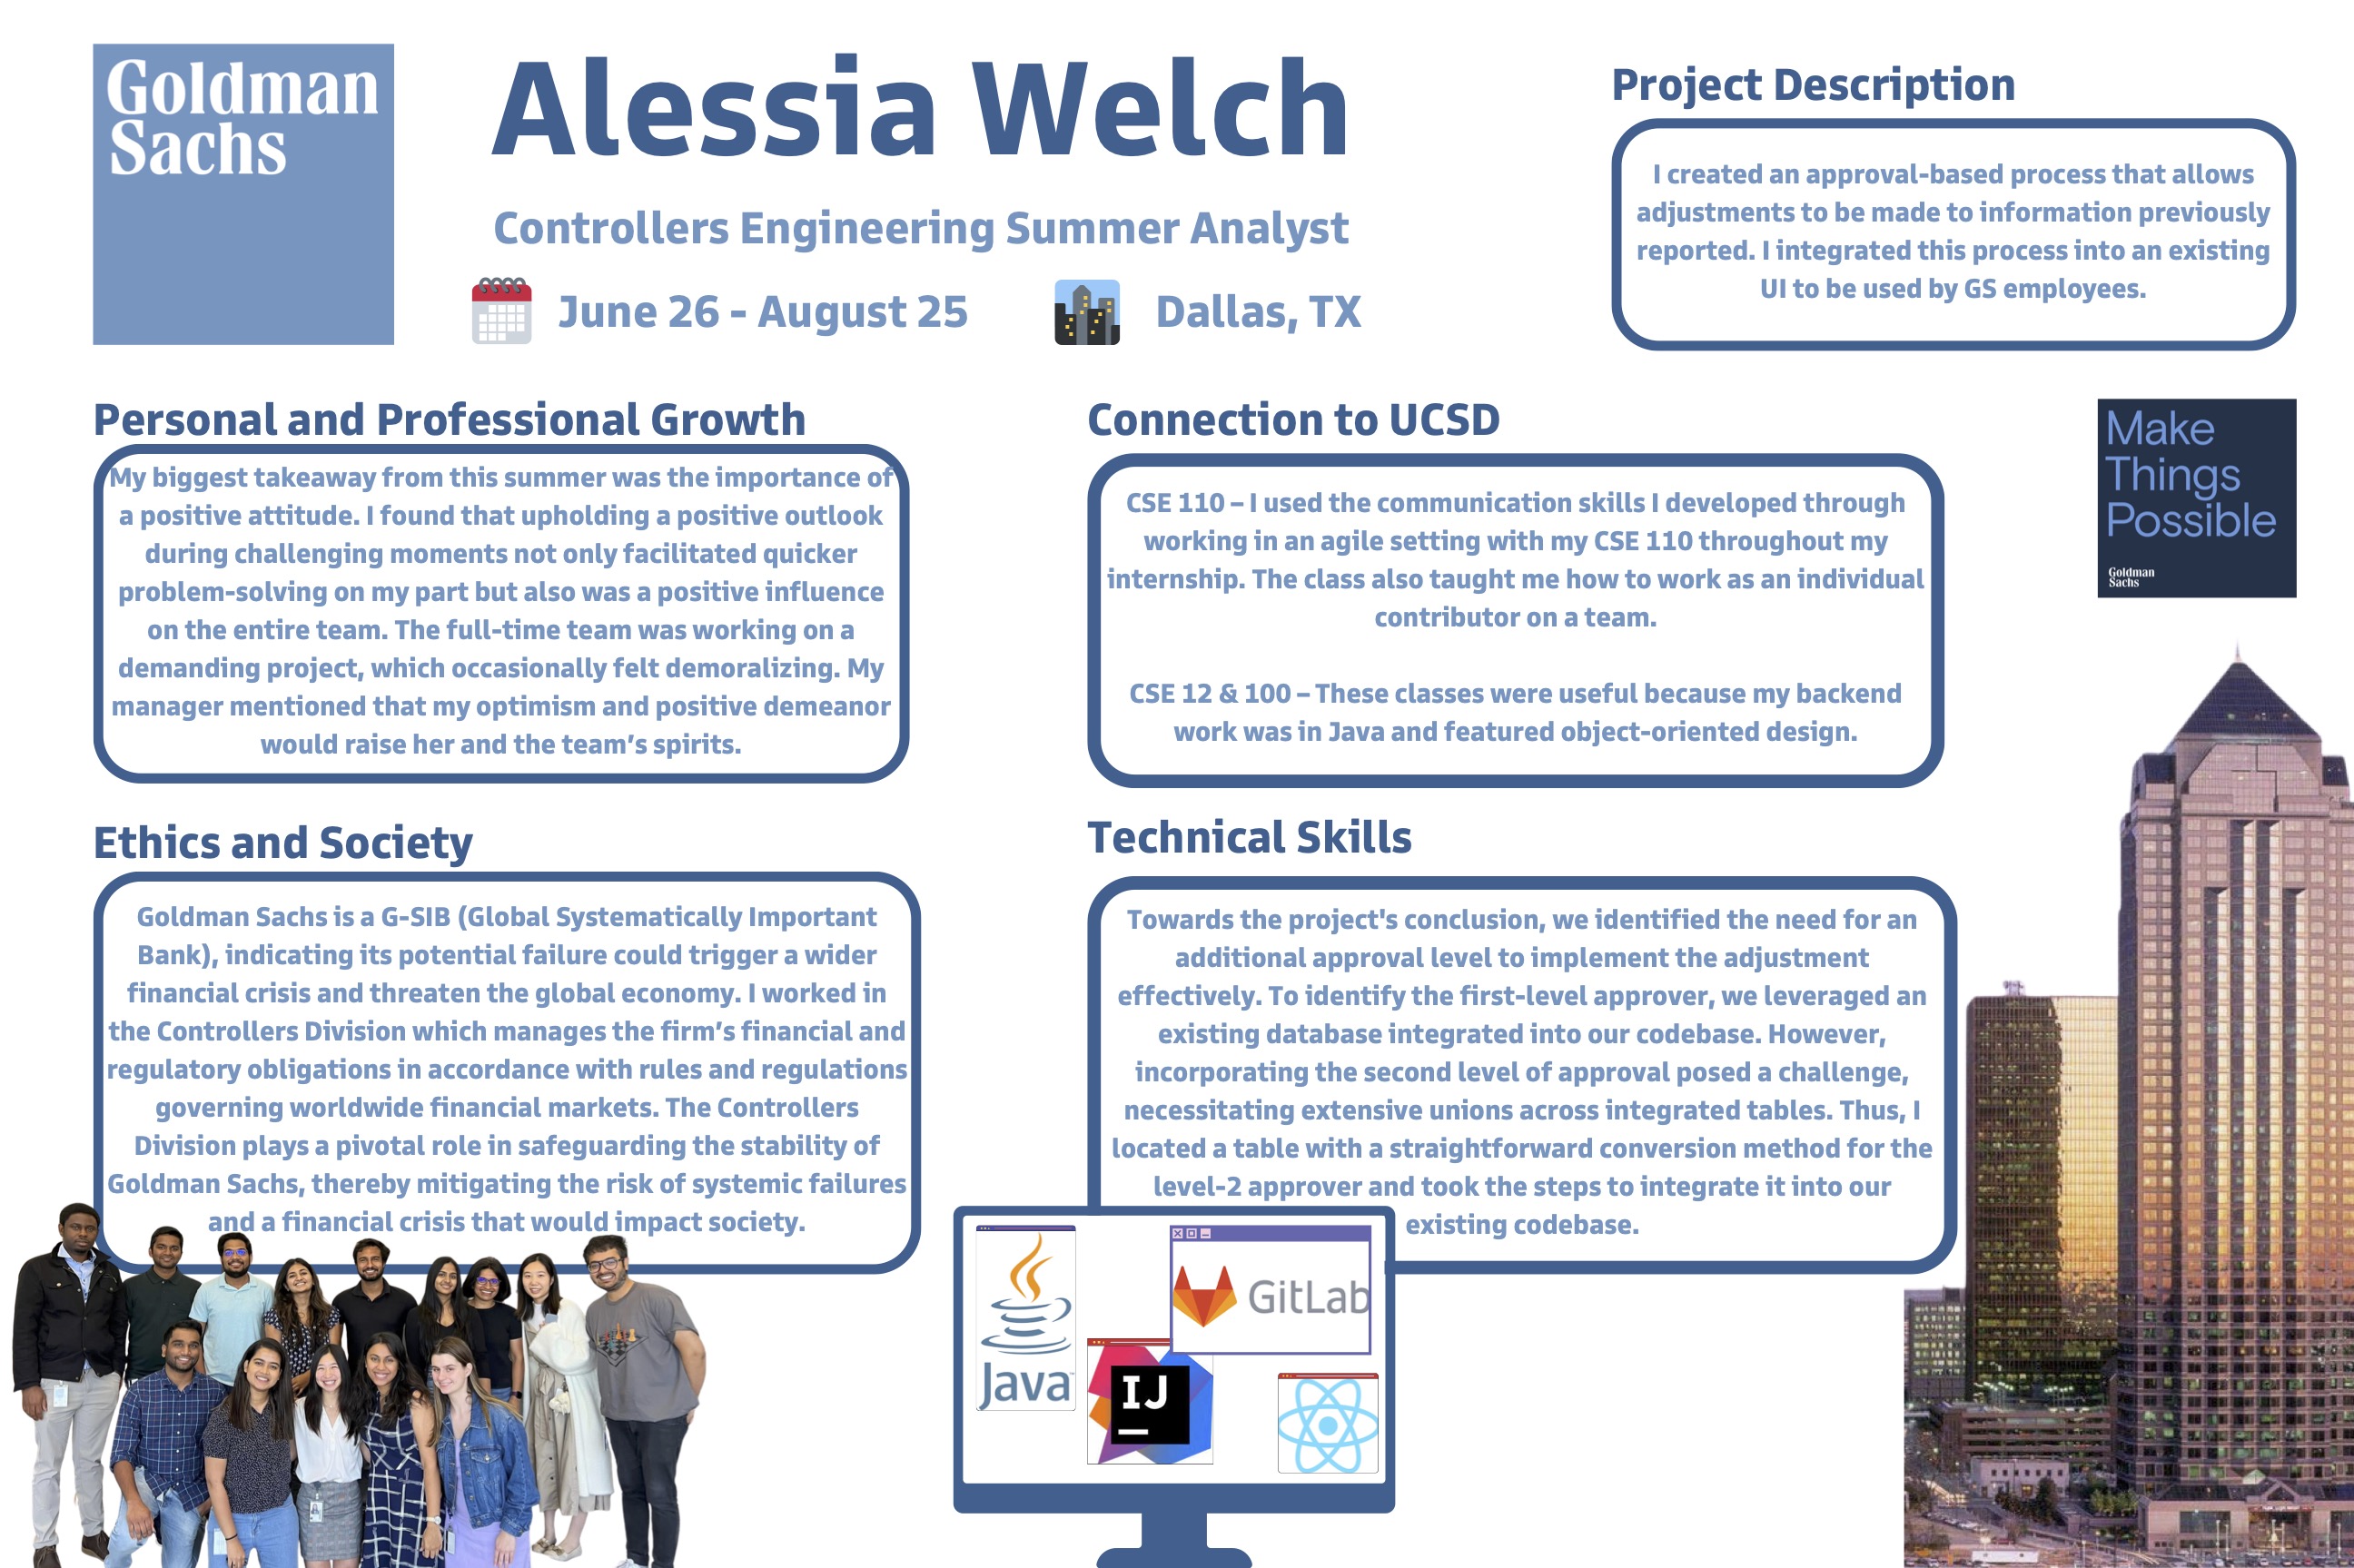 Goldman
Sachs
Alessia Welch
Controllers Engineering Summer Analyst
June 26 - August 25
Dallas, TX
Project Description
I created an approval-based process that allows
adjustments to be made to information previously
reported. I integrated this process into an existing
UI to be used by GS employees.
Personal and Professional Growth
My biggest takeaway from this summer was the importance of
a positive attitude. I found that upholding a positive outlook
during challenging moments not only facilitated quicker
problem-solving on my part but also was a positive influence
on the entire team. The full-time team was working on a
demanding project, which occasionally felt demoralizing. My
manager mentioned that my optimism and positive demeanor
would raise her and the team’s spirits.
Connection to UCSD
CSE 110 – I used the communication skills I developed through
working in an agile setting with my CSE 110 throughout my
internship. The class also taught me how to work as an individual
contributor on a team.
CSE 12 & 100 – These classes were useful because my backend
work was in Java and featured object-oriented design.
Make
Things
Possible
Goldman
Sachs
Ethics and Society
Goldman Sachs is a G-SIB (Global Systematically Important
Bank), indicating its potential failure could trigger a wider
financial crisis and threaten the global economy. I worked in
the Controllers Division which manages the firm’s financial and
regulatory obligations in accordance with rules and regulations
governing worldwide financial markets. The Controllers
Division plays a pivotal role in safeguarding the stability of
Goldman Sachs, thereby mitigating the risk of systemic failures
and a financial crisis that would impact society.
Technical Skills
Towards the project's conclusion, we identified the need for an
additional approval level to implement the adjustment
effectively. To identify the first-level approver, we leveraged an
existing database integrated into our codebase. However,
incorporating the second level of approval posed a challenge,
necessitating extensive unions across integrated tables. Thus, I
located a table with a straightforward conversion method for the
level-2 approver and took the steps to integrate it into our
existing codebase.
Java
GitLab
IJ